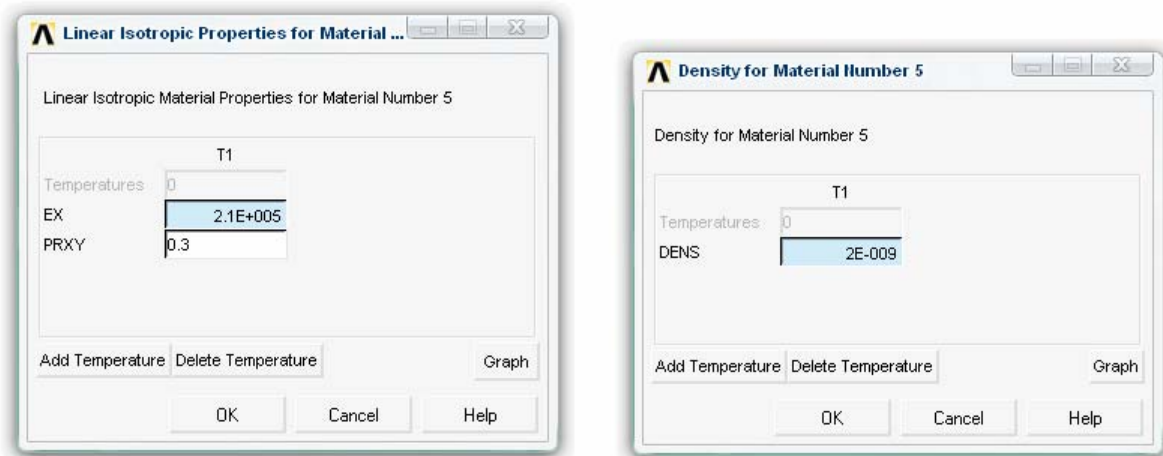 Linear Isotropic Properties for Material ...
Linear Isotropic Material Properties for Material Number 5
T1
Temperatures 0
EX 2.1E+005
PRXY 0.3
Add Temperature Delete Temperature Graph
OK Cancel Help
Density for Material Number 5
Density for Material Number 5
T1
Temperatures 0
DENS 2E-009
Add Temperature Delete Temperature Graph
OK Cancel Help